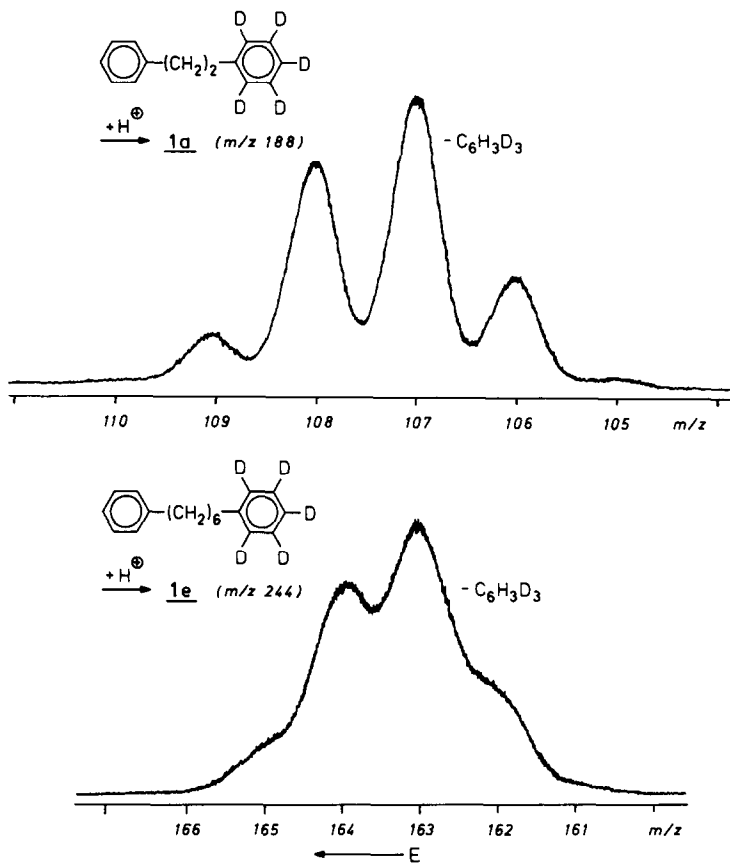 D D
-(CH₂)₂- D
D D
+H⊕
1a (m/z 188)
- C₆H₃D₃
110 109 108 107 106 105 m/z
D D
-(CH₂)₆- D
D D
+H⊕
1e (m/z 244)
- C₆H₃D₃
166 165 164 163 162 161 m/z
E